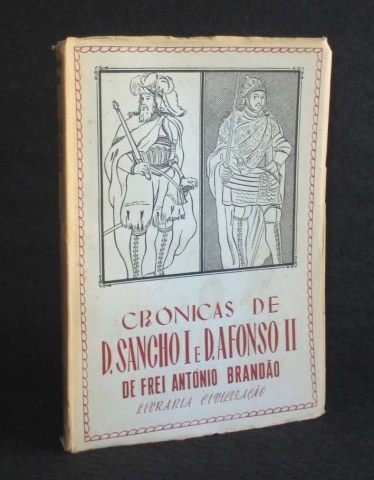 CRÓNICAS DE
D. SANCHO I E D. AFONSO II
DE FREI ANTÓNIO BRANDÃO
LIVRARIA CIVILIZAÇÃO